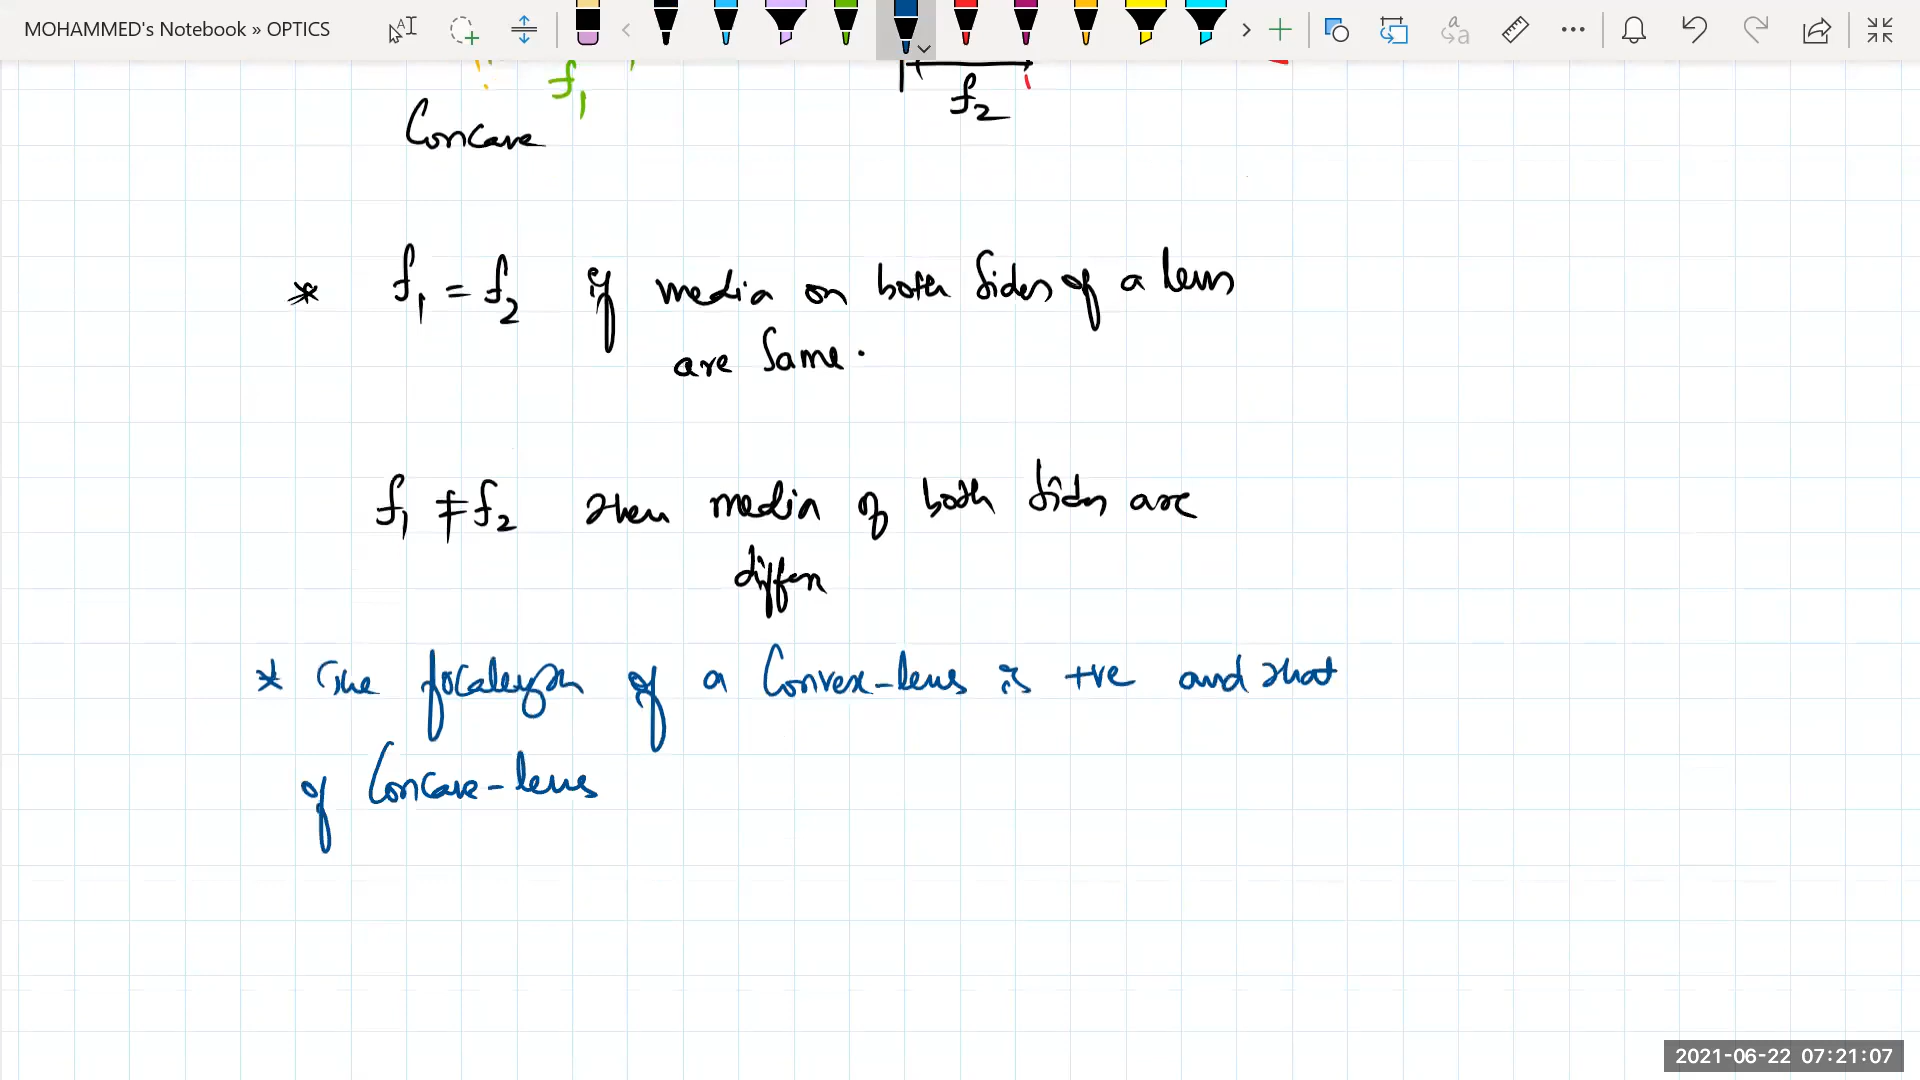 MOHAMMED's Notebook » OPTICS
f1
f2
Concave
* f1 = f2 if media on both sides of a lens
are same.
f1 ≠ f2 then media of both sides are
differ
* The focalength of a Convex-lens is +ve and that
of Concave-lens
2021-06-22 07:21:07